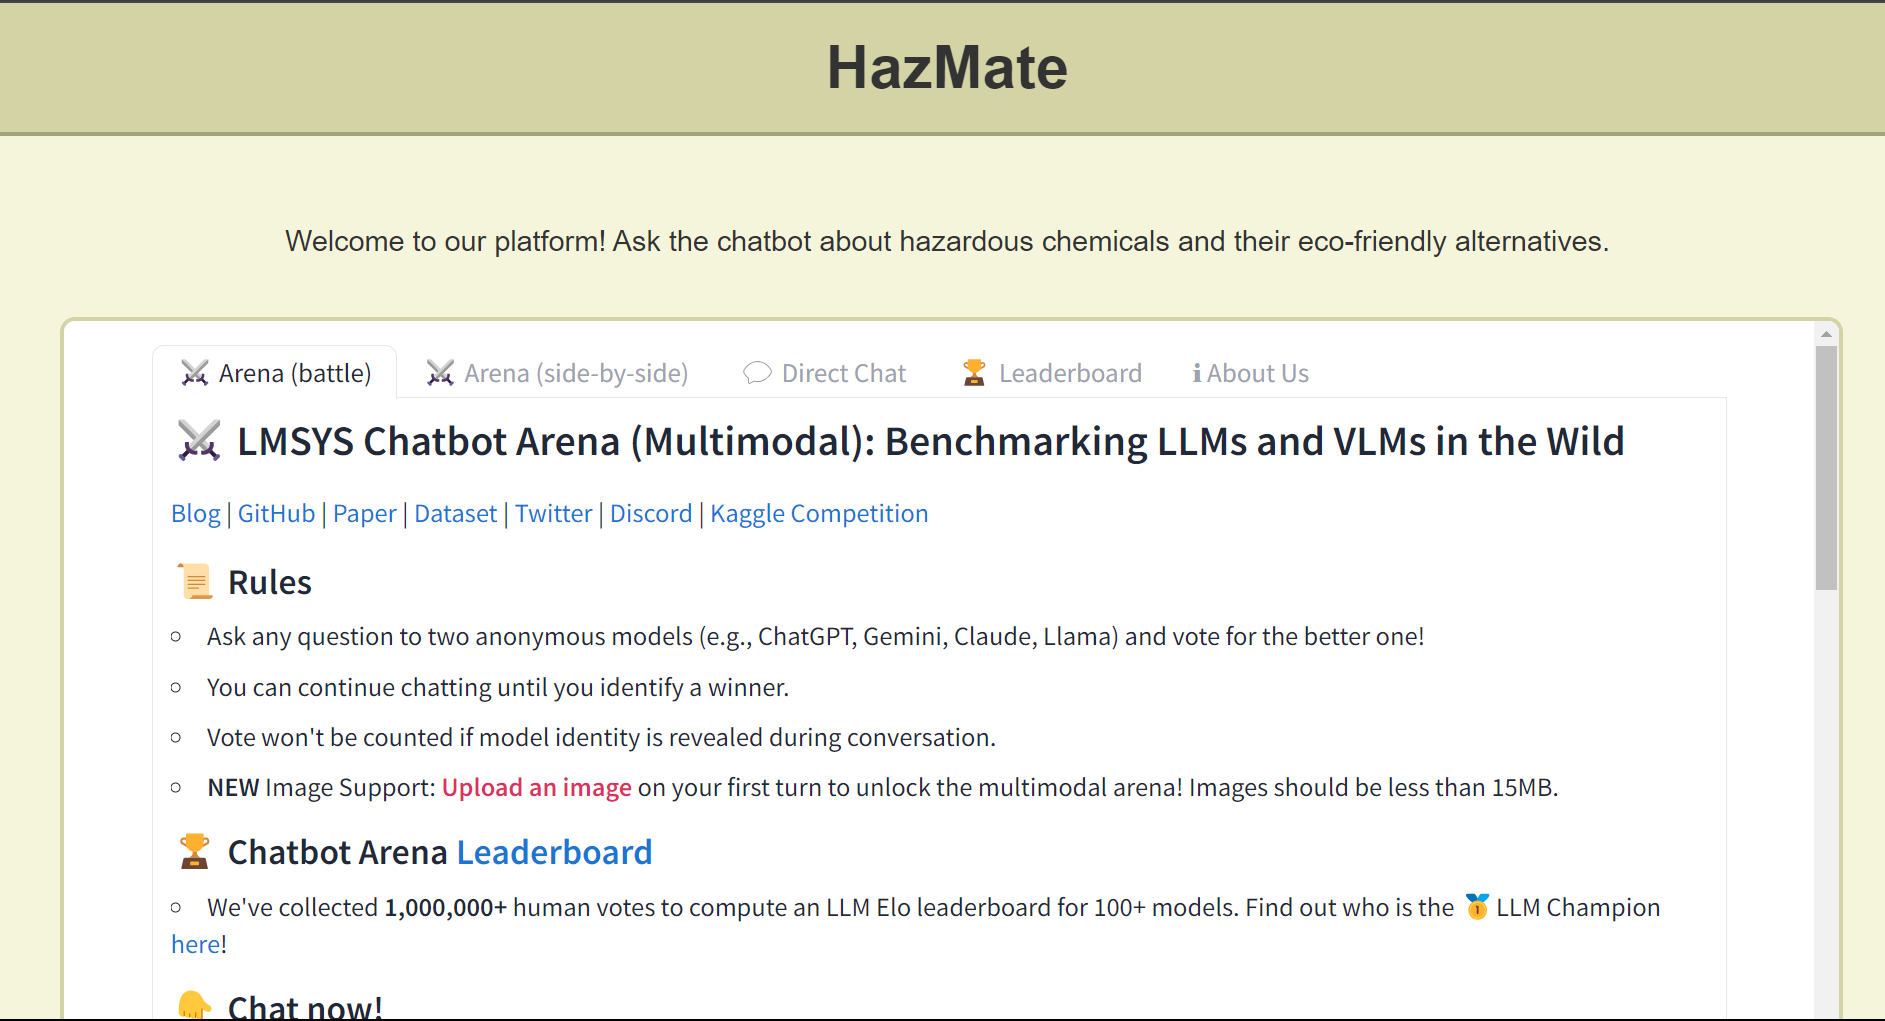 HazMate
Welcome to our platform! Ask the chatbot about hazardous chemicals and their eco-friendly alternatives.
⚔️ Arena (battle) ⚔️ Arena (side-by-side) 💬 Direct Chat 🏆 Leaderboard ℹ️ About Us
⚔️ LMSYS Chatbot Arena (Multimodal): Benchmarking LLMs and VLMs in the Wild
Blog | GitHub | Paper | Dataset | Twitter | Discord | Kaggle Competition
📜 Rules
Ask any question to two anonymous models (e.g., ChatGPT, Gemini, Claude, Llama) and vote for the better one!
You can continue chatting until you identify a winner.
Vote won't be counted if model identity is revealed during conversation.
NEW Image Support: Upload an image on your first turn to unlock the multimodal arena! Images should be less than 15MB.
🏆 Chatbot Arena Leaderboard
We've collected 1,000,000+ human votes to compute an LLM Elo leaderboard for 100+ models. Find out who is the 🥇 LLM Champion
here!
👇 Chat now!